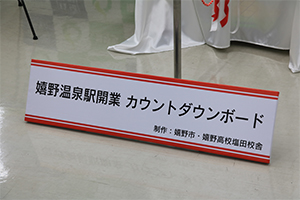 嬉野温泉駅開業 カウントダウンボード
制作：嬉野市・嬉野高校塩田校舎